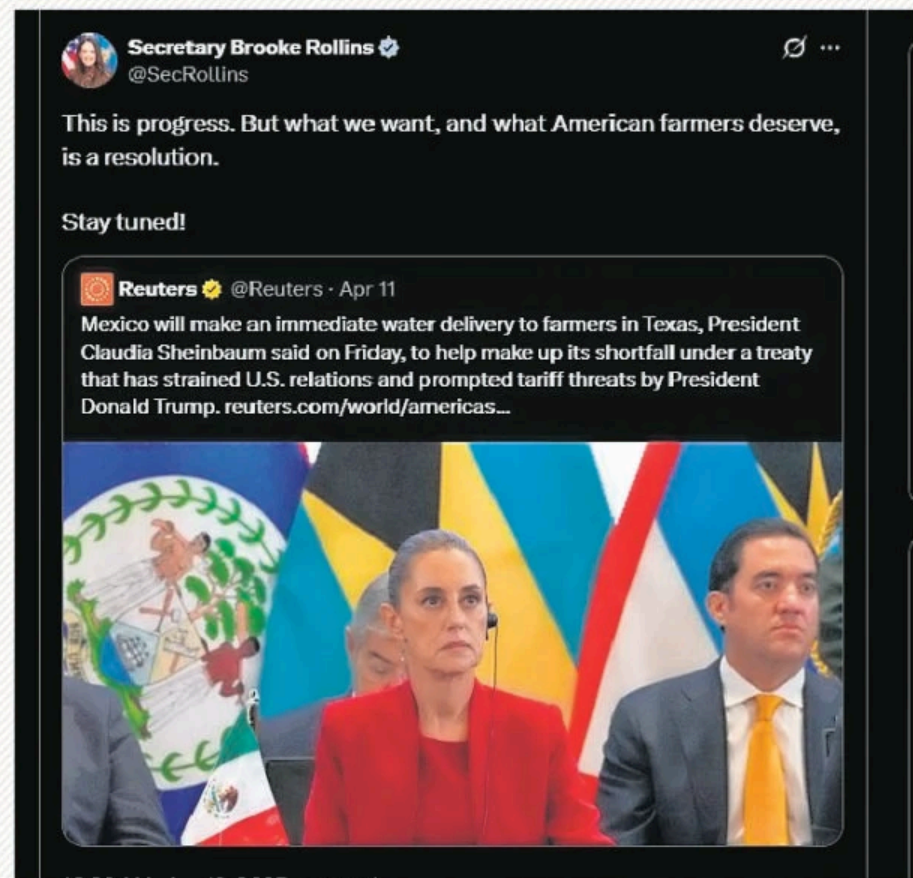 Secretary Brooke Rollins
@SecRollins
This is progress. But what we want, and what American farmers deserve,
is a resolution.
Stay tuned!
Reuters @Reuters · Apr 11
Mexico will make an immediate water delivery to farmers in Texas, President
Claudia Sheinbaum said on Friday, to help make up its shortfall under a treaty
that has strained U.S. relations and prompted tariff threats by President
Donald Trump. reuters.com/world/americas...